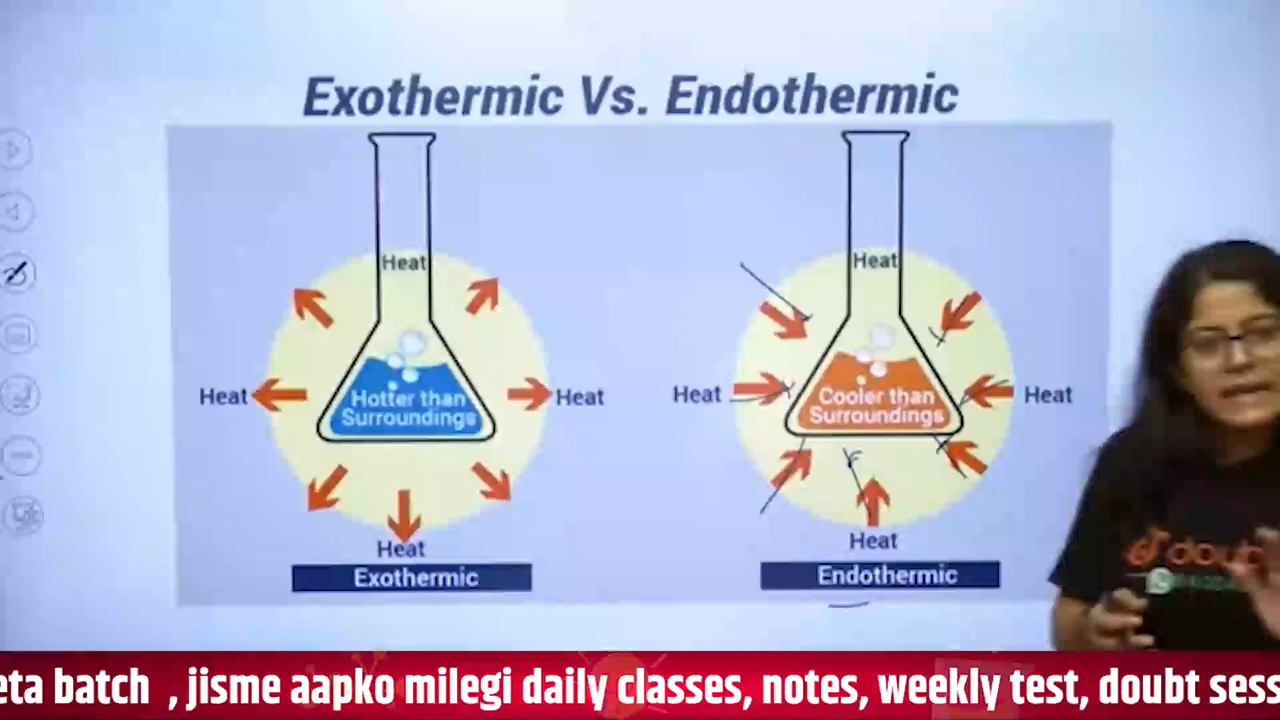 Exothermic Vs. Endothermic
Heat
Heat
Heat
Hotter than
Surroundings
Heat
Exothermic
Heat
Heat
Cooler than
Surroundings
Heat
Heat
Endothermic
eta batch , jisme aapko milegi daily classes, notes, weekly test, doubt sess